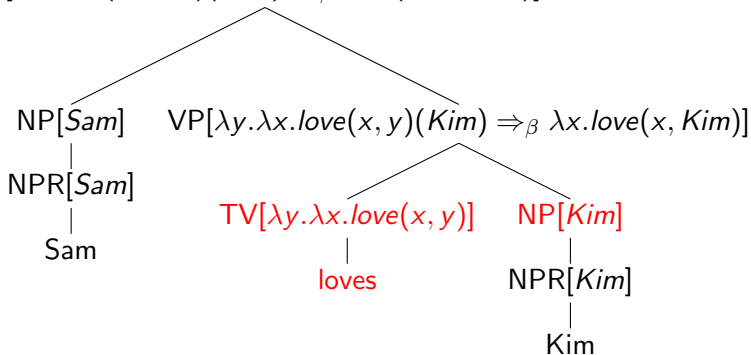 NP[Sam] VP[λy.λx.love(x, y)(Kim) ⇒β λx.love(x, Kim)]
NPR[Sam] TV[λy.λx.love(x, y)] NP[Kim]
Sam loves NPR[Kim]
Kim